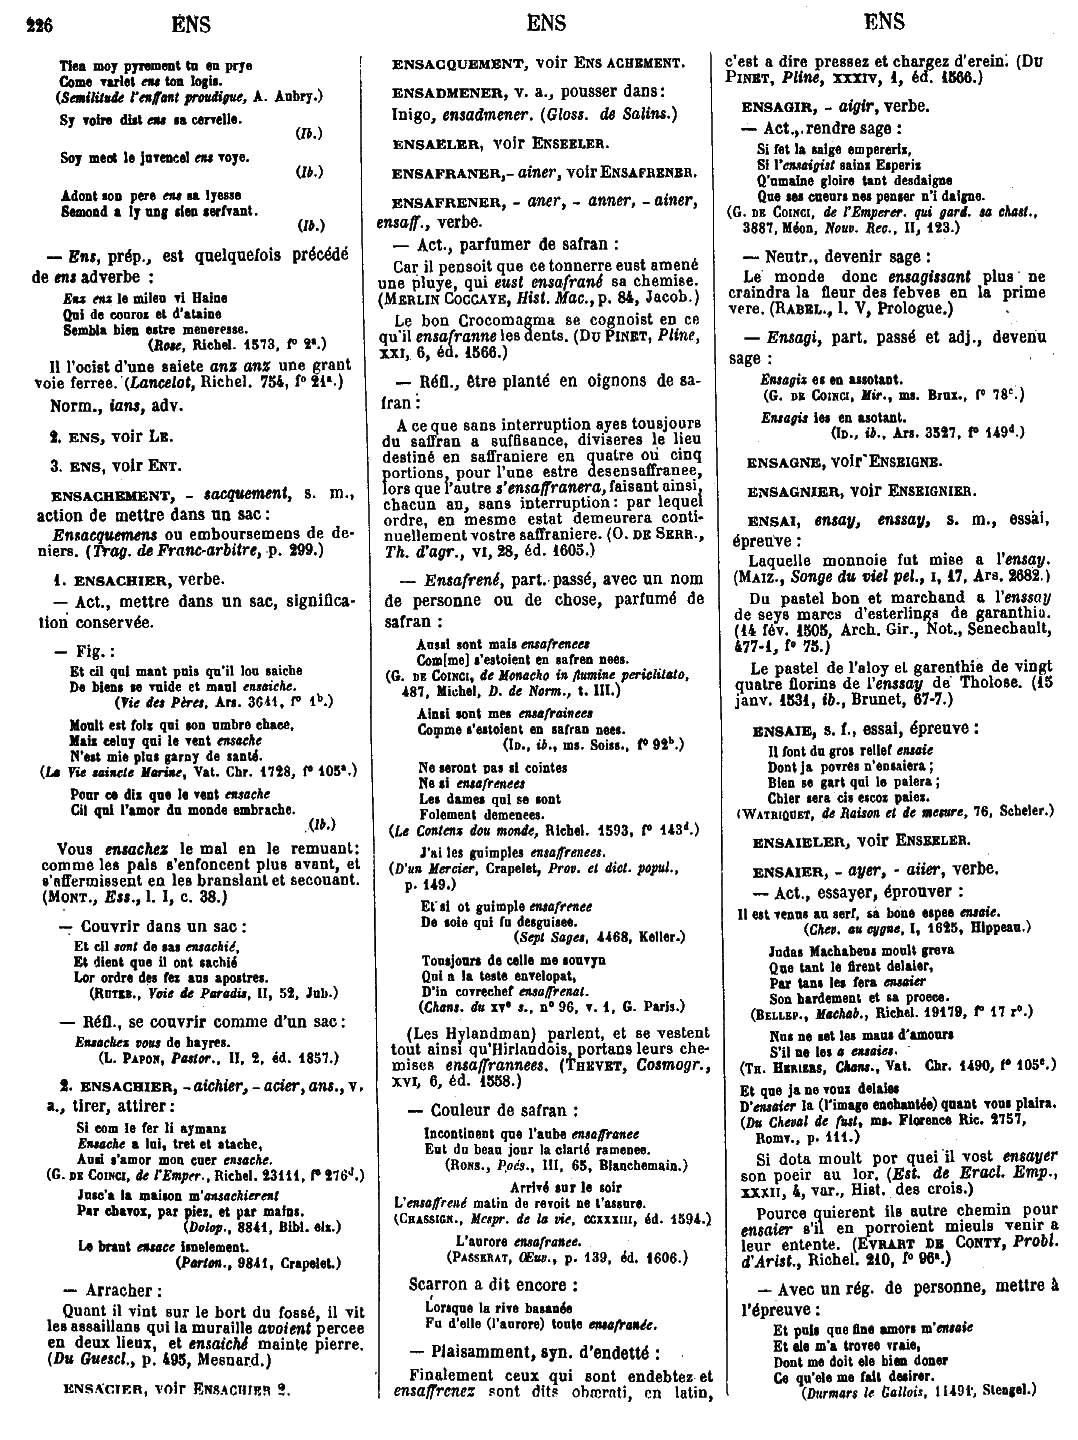 226 ENS ENS ENS
Tien moy pyrement tu en prye
Come varlet ens ton logis.
(Semilitude l'enffant proudigue, A. Aubry.)
Sy voire dist ens sa cervelle.
(Ib.)
Soy mect le juvencel ens voye.
(Ib.)
Adont son pere ens sa lyesse
Semond a ly ung sien serfvant.
(Ib.)
— Ens, prép., est quelquefois précédé
de ens adverbe :
Enz enz le mileu vi Haine
Qui de couroz et d'ataine
Sembla bien estre meneresse.
(Rose, Richel. 1573, f° 2ª.)
Il l'ocist d'une saiete anz anz une grant
voie ferree. (Lancelot, Richel. 754, f° 21ª.)
Norm., ians, adv.
2. ENS, voir LE.
3. ENS, voir ENT.
ENSACHEMENT, - sacquement, s. m.,
action de mettre dans un sac :
Ensacquemens ou emboursemens de de-
niers. (Trag. de Franc-arbitre, p. 299.)
1. ENSACHIER, verbe.
— Act., mettre dans un sac, significa-
tion conservée.
— Fig. :
Et cil qui mant puis qu'il lou saiche
De biens se vuide et maul ensaiche.
(Vie des Pères, Ars. 3641, f° 1ᵇ.)
Moult est folz qui son umbre chace,
Mais celuy qui le vent ensache
N'est mie plus garny de santé.
(La Vie saincte Marine, Vat. Chr. 1728, f° 105ª.)
Pour ce dis que le vent ensache
Cil qui l'amor du monde embrache.
(Ib.)
Vous ensachez le mal en le remuant:
comme les pals s'enfoncent plus avant, et
s'affermissent en les branslant et secouant.
(MONT., Ess., l. I, c. 38.)
— Couvrir dans un sac :
Et cil sont de sas ensachié,
Et dient que il ont sachié
Lor ordre des fez aus apostres.
(RUTEB., Voie de Paradis, II, 52, Jub.)
— Réfl., se couvrir comme d'un sac :
Ensachez vous de hayres.
(L. PAPON, Pastor., II, 2, éd. 1857.)
2. ENSACHIER, - aichier, - acier, ans., v.
a., tirer, attirer :
Si com le fer li aymanz
Ensache a lui, tret et atache,
Ausi s'amor mon cuer ensache.
(G. DE COINCI, de l'Emper., Richel. 23111, f° 276ᵈ.)
Jusc'a la maison m'ansachierent
Par chavox, par piez, et par mains.
(Dolop., 8841, Bibl. elz.)
Le brant ensace isnelement.
(Parton., 9841, Crapelet.)
— Arracher :
Quant il vint sur le bort du fossé, il vit
les assaillans qui la muraille avoient percee
en deux lieux, et ensaiché mainte pierre.
(Du Guescl., p. 495, Mesnard.)
ENSACIER, voir ENSACHIER 2.
ENSACQUEMENT, voir ENSACHEMENT.
ENSADMENER, v. a., pousser dans :
Inigo, ensadmener. (Gloss. de Salins.)
ENSAELER, voir ENSEELER.
ENSAFRANER, - ainer, voir ENSAFRENER.
ENSAFRENER, - aner, - anner, - ainer,
ensaff., verbe.
— Act., parfumer de safran :
Car il pensoit que ce tonnerre eust amené
une pluye, qui eust ensafrané sa chemise.
(MERLIN COCCAYE, Hist. Mac., p. 84, Jacob.)
Le bon Crocomagma se cognoist en ce
qu'il ensafranne les dents. (DU PINET, Pline,
XXI, 6, éd. 1566.)
— Réfl., être planté en oignons de sa-
fran :
A ce que sans interruption ayes tousjours
du saffran a suffisance, diviseres le lieu
destiné en saffraniere en quatre ou cinq
portions, pour l'une estre desensaffranee,
lors que l'autre s'ensaffranera, faisant ainsi,
chacun an, sans interruption : par lequel
ordre, en mesme estat demeurera conti-
nuellement vostre saffraniere. (O. DE SERR.,
Th. d'agr., VI, 28, éd. 1605.)
— Ensafrené, part. passé, avec un nom
de personne ou de chose, parfumé de
safran :
Aussi sont mais ensafrenees
Com[me] s'estoient en safren nees.
(G. DE COINCI, de Monacho in flumine periclitato,
487, Michel, D. de Norm., t. III.)
Ainsi sont mes ensafrainees
Comme s'estoient en safran nees.
(ID., ib., ms. Soiss., f° 92ᵇ.)
Ne seront pas si cointes
Ne si ensafrenees
Les dames qui se sont
Folement demenees.
(Le Contenz dou monde, Richel. 1593, f° 143ᵈ.)
J'ai les guimples ensaffrenees.
(D'un Mercier, Crapelet, Prov. et dict. popul.,
p. 149.)
Et si ot guimple ensafrenee
De soie qui fu desguisee.
(Sept Sages, 4468, Keller.)
Tousjours de celle me souvyn
Qui a la teste envelopat,
D'in covrechef ensaffrenat.
(Chans. du XVᵉ s., n° 96, v. 1, G. Paris.)
(Les Hylandman) parlent, et se vestent
tout ainsi qu'Hirlandois, portans leurs che-
mises ensaffrannees. (THEVET, Cosmogr.,
XVI, 6, éd. 1558.)
— Couleur de safran :
Incontinent que l'aube ensaffranee
Eut du beau jour la clarté ramenee.
(RONS., Poés., III, 65, Blanchemain.)
Arrivé sur le soir
L'ensaffrené matin de revoit ne l'assure.
(CHASSIGN., Mespr. de la vie, CCXXXIII, éd. 1594.)
L'aurore ensafranee.
(PASSERAT, Œuv., p. 139, éd. 1606.)
Scarron a dit encore :
Lorsque la rive basanée
Fu d'elle (l'aurore) toute ensafranée.
— Plaisamment, syn. d'endetté :
Finalement ceux qui sont endebtez et
ensaffrenez sont dits obærati, en latin,
c'est a dire pressez et chargez d'erein. (DU
PINET, Pline, XXXIV, 1, éd. 1566.)
ENSAGIR, - aigir, verbe.
— Act., rendre sage :
Si fet la saige empereriz,
Si l'ensaigist sainz Esperiz
Q'umaine gloire tant desdaigne
Que ses cueurs nes penser n'i daigne.
(G. DE COINCI, de l'Emperer. qui gard. sa chast.,
3887, Méon, Nouv. Rec., II, 123.)
— Neutr., devenir sage :
Le monde donc ensagissant plus ne
craindra la fleur des febves en la prime
vere. (RABEL., l. V, Prologue.)
— Ensagi, part. passé et adj., devenu
sage :
Ensagiz es en assotant.
(G. DE COINCI, Mir., ms. Brux., f° 78ᶜ.)
Ensagis ies en asotant.
(ID., ib., Ars. 3527, f° 149ᵈ.)
ENSAGNE, voir ENSEIGNE.
ENSAGNIER, voir ENSEIGNIER.
ENSAI, ensay, enssay, s. m., essai,
épreuve :
Laquelle monnoie fut mise a l'ensay.
(MAIZ., Songe du viel pel., I, 17, Ars. 2682.)
Du pastel bon et marchand a l'enssay
de seys marcs d'esterlings de garanthiu.
(14 fév. 1505, Arch. Gir., Not., Senechault,
477-1, f° 75.)
Le pastel de l'aloy et garenthie de vingt
quatre florins de l'enssay de Tholose. (15
janv. 1531, ib., Brunet, 67-7.)
ENSAIE, s. f., essai, épreuve :
Il font du gros relief ensaie
Dont ja povres n'ensaiera ;
Bien se gart qui le paiera ;
Chier sera cis escoz paiez.
(WATRIQUET, de Raison et de mesure, 76, Scheler.)
ENSAIELER, voir ENSEELER.
ENSAIER, - ayer, - aiier, verbe.
— Act., essayer, éprouver :
Il est venus au serf, sa bone espee ensaie.
(Chev. au cygne, I, 1625, Hippeau.)
Judas Machabeus moult greva
Que tant le firent delaier,
Par tans les fera ensaier
Son hardement et sa proece.
(BELLEP., Machab., Richel. 19179, f° 17 r°.)
Nus ne set les maus d'amours
S'il ne les a ensaies.
(TH. HERIERS, Chans., Vat. Chr. 1490, f° 105ᶜ.)
Et que ja ne vous delaies
D'ensaier la (l'image enchantée) quant vous plaira.
(Du Cheval de fust, ms. Florence Ric. 2757,
Romv., p. 111.)
Si dota moult por quei il vost ensayer
son poeir au lor. (Est. de Eracl. Emp.,
XXXII, 4, var., Hist. des crois.)
Pource quierent ils autre chemin pour
ensaier s'il en porroient mieuls venir a
leur entente. (EVRART DE CONTY, Probl.
d'Arist., Richel. 210, f° 96ª.)
— Avec un rég. de personne, mettre à
l'épreuve :
Et puis que fine amors m'ensaie
Et ele m'a trovee vraie,
Dont me doit ele bien doner
Ce qu'ele me fait desirer.
(Durmars le Gallois, 11491, Stengel.)